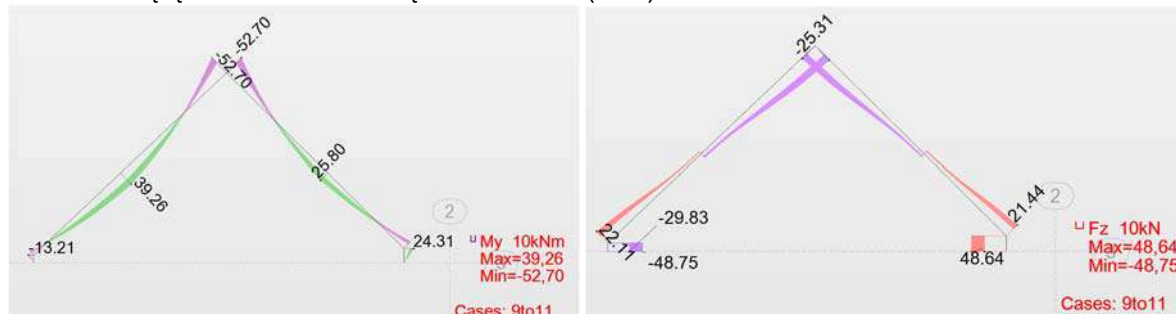 -52.70
-52.70
39.26
25.80
-13.21
24.31
2
My 10kNm
Max=39,26
Min=-52,70
Cases: 9to11
-25.31
22.11
-29.83
-48.75
48.64
21.44
2
Fz 10kN
Max=48,64
Min=-48,75
Cases: 9to11